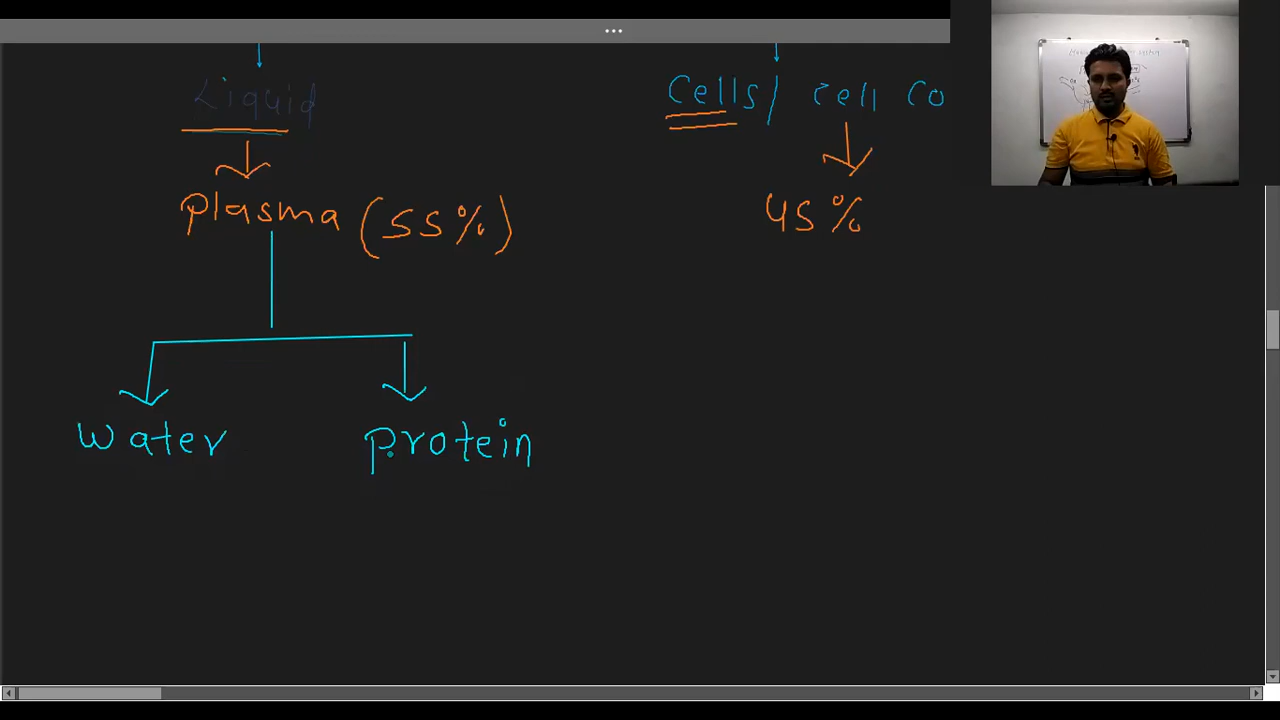 Liquid
Cells/ Cell Co
Plasma (55%)
45%
Water
Protein